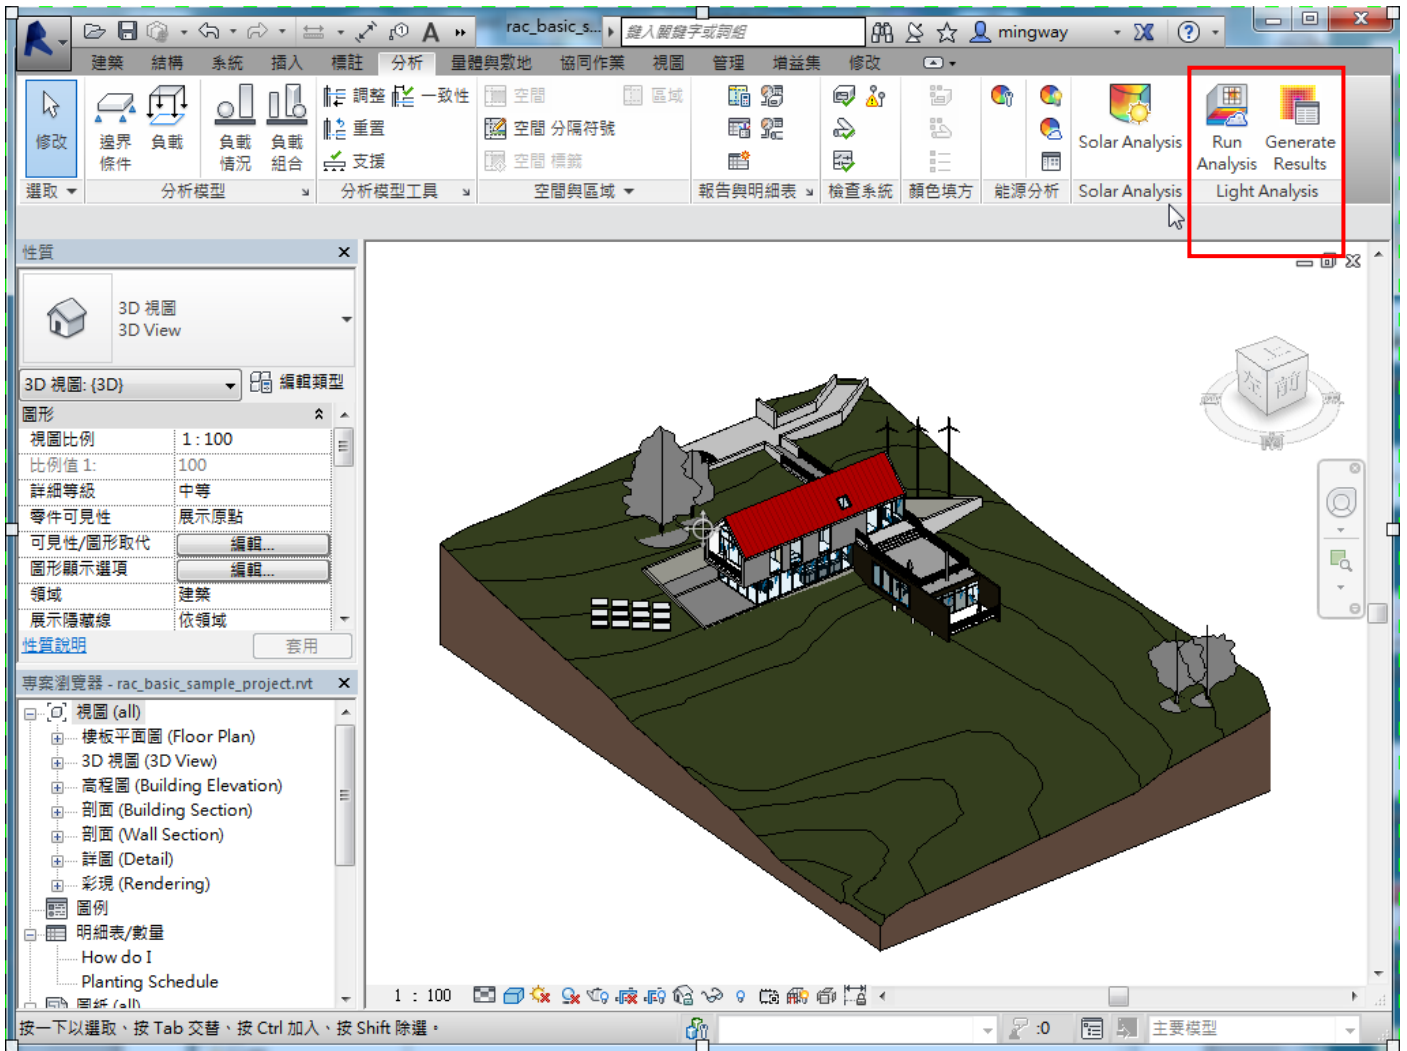 rac_basic_s...
鍵入關鍵字或詞組
mingway
建築 結構 系統 插入 標註 分析 量體與敷地 協同作業 視圖 管理 增益集 修改
修改
邊界條件
負載
負載情況
負載組合
調整
一致性
重置
支援
空間
區域
空間 分隔符號
空間 標籤
Solar Analysis
Run Analysis
Generate Results
選取
分析模型
分析模型工具
空間與區域
報告與明細表
檢查系統
顏色填方
能源分析
Solar Analysis
Light Analysis
性質
3D 視圖
3D View
3D 視圖: {3D}
編輯類型
圖形
視圖比例 1 : 100
比例值 1: 100
詳細等級 中等
零件可見性 展示原點
可見性/圖形取代 編輯...
圖形顯示選項 編輯...
領域 建築
展示隱藏線 依領域
性質說明 套用
專案瀏覽器 - rac_basic_sample_project.rvt
視圖 (all)
樓板平面圖 (Floor Plan)
3D 視圖 (3D View)
高程圖 (Building Elevation)
剖面 (Building Section)
剖面 (Wall Section)
詳圖 (Detail)
彩現 (Rendering)
圖例
明細表/數量
How do I
Planting Schedule
圖紙 (all)
上
左
前
1 : 100
按一下以選取、按 Tab 交替、按 Ctrl 加入、按 Shift 除選。
:0
主要模型